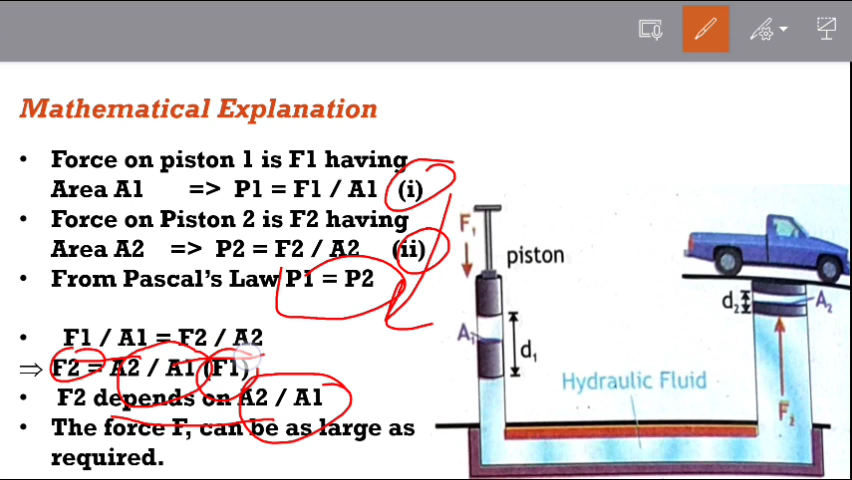 Mathematical Explanation
• Force on piston 1 is F1 having
Area A1 => P1 = F1 / A1 (i)
• Force on Piston 2 is F2 having
Area A2 => P2 = F2 / A2 (ii)
• From Pascal's Law P1 = P2
• F1 / A1 = F2 / A2
⇒ F2 = A2 / A1 (F1)
• F2 depends on A2 / A1
• The force F, can be as large as
required.
F₁
piston
A₁
d₁
d₂
A₂
Hydraulic Fluid
F₂